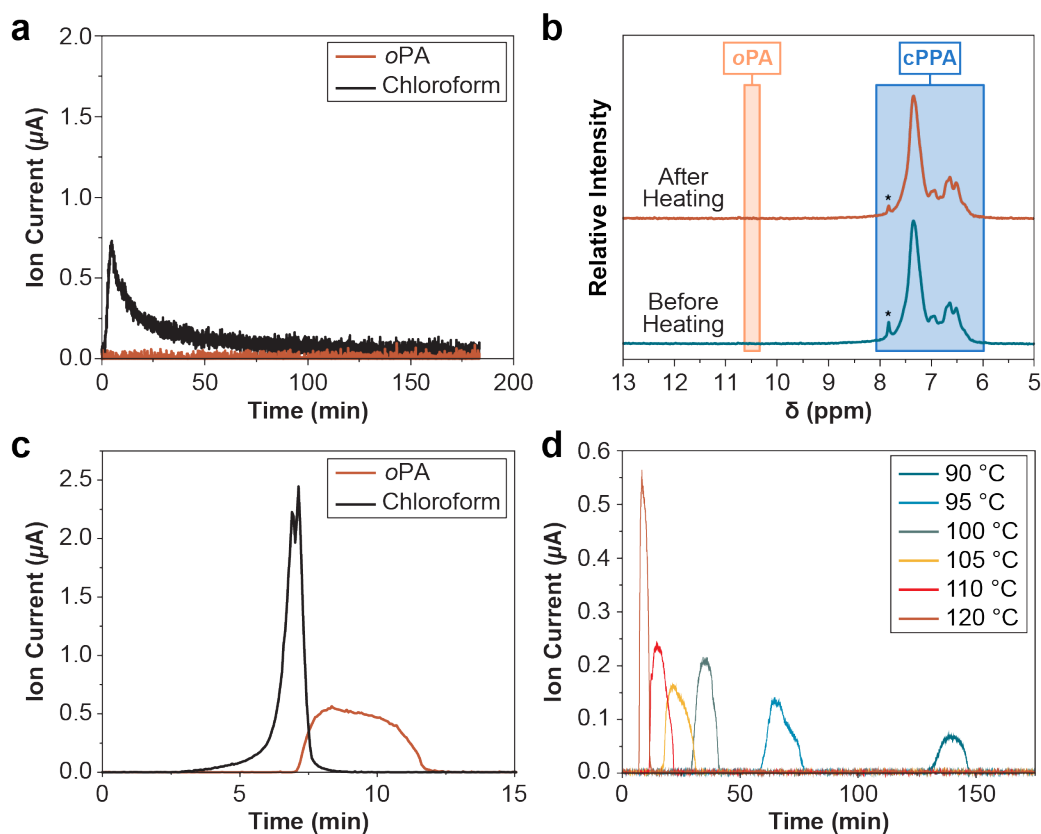 a
2.0
1.5
1.0
0.5
0.0
Ion Current (μA)
oPA
Chloroform
0
50
100
150
200
Time (min)
b
oPA
cPPA
Relative Intensity
After
Heating
*
Before
Heating
*
13
12
11
10
9
8
7
6
5
δ (ppm)
c
2.5
2.0
1.5
1.0
0.5
0.0
Ion Current (μA)
oPA
Chloroform
0
5
10
15
Time (min)
d
0.6
0.5
0.4
0.3
0.2
0.1
0.0
Ion Current (μA)
90 °C
95 °C
100 °C
105 °C
110 °C
120 °C
0
50
100
150
Time (min)